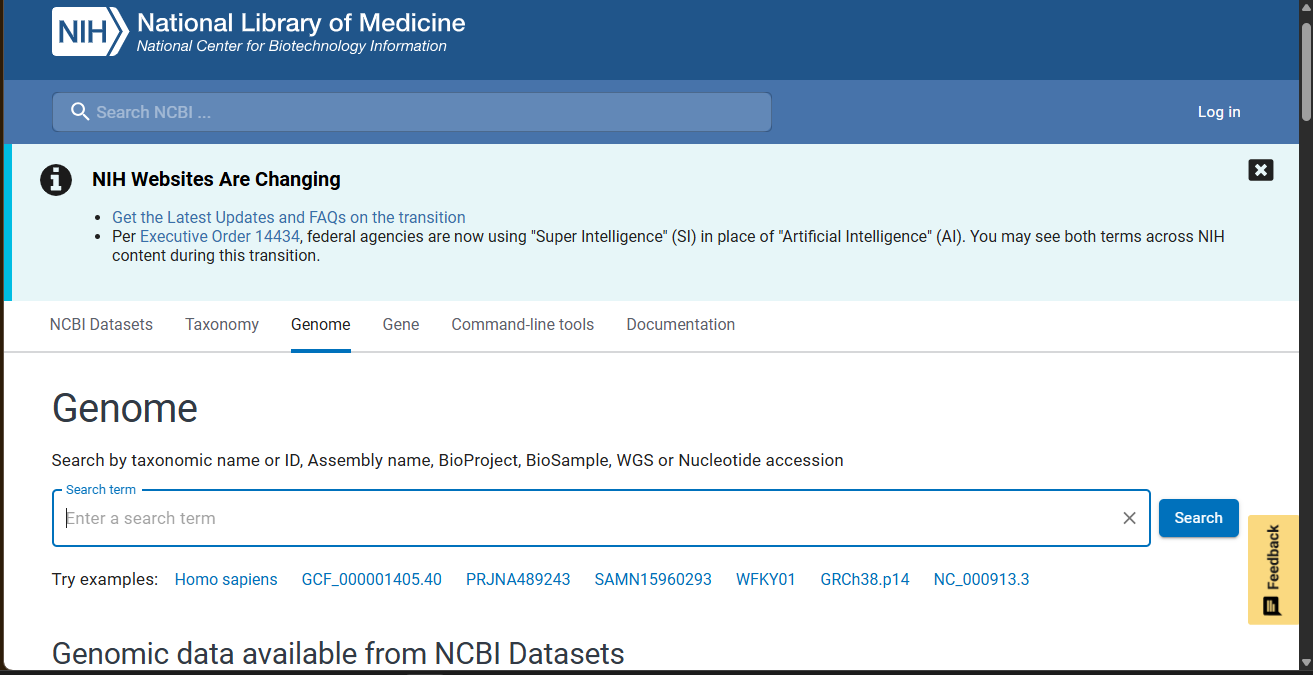 NIH National Library of Medicine
National Center for Biotechnology Information
Search NCBI ...
Log in
NIH Websites Are Changing
Get the Latest Updates and FAQs on the transition
Per Executive Order 14434, federal agencies are now using "Super Intelligence" (SI) in place of "Artificial Intelligence" (AI). You may see both terms across NIH
content during this transition.
NCBI Datasets Taxonomy Genome Gene Command-line tools Documentation
Genome
Search by taxonomic name or ID, Assembly name, BioProject, BioSample, WGS or Nucleotide accession
Search term
Enter a search term
Search
Feedback
Try examples: Homo sapiens GCF_000001405.40 PRJNA489243 SAMN15960293 WFKY01 GRCh38.p14 NC_000913.3
Genomic data available from NCBI Datasets